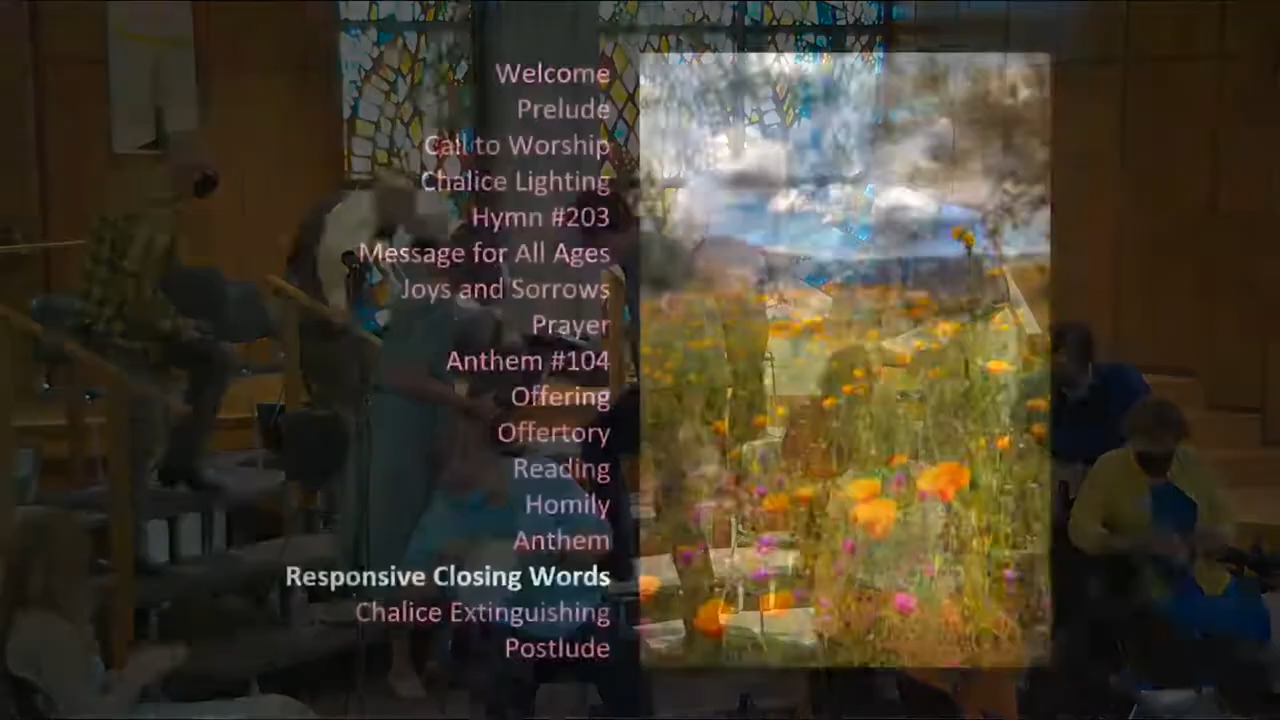 Welcome
Prelude
Call to Worship
Chalice Lighting
Hymn #203
Message for All Ages
Joys and Sorrows
Prayer
Anthem #104
Offering
Offertory
Reading
Homily
Anthem
Responsive Closing Words
Chalice Extinguishing
Postlude